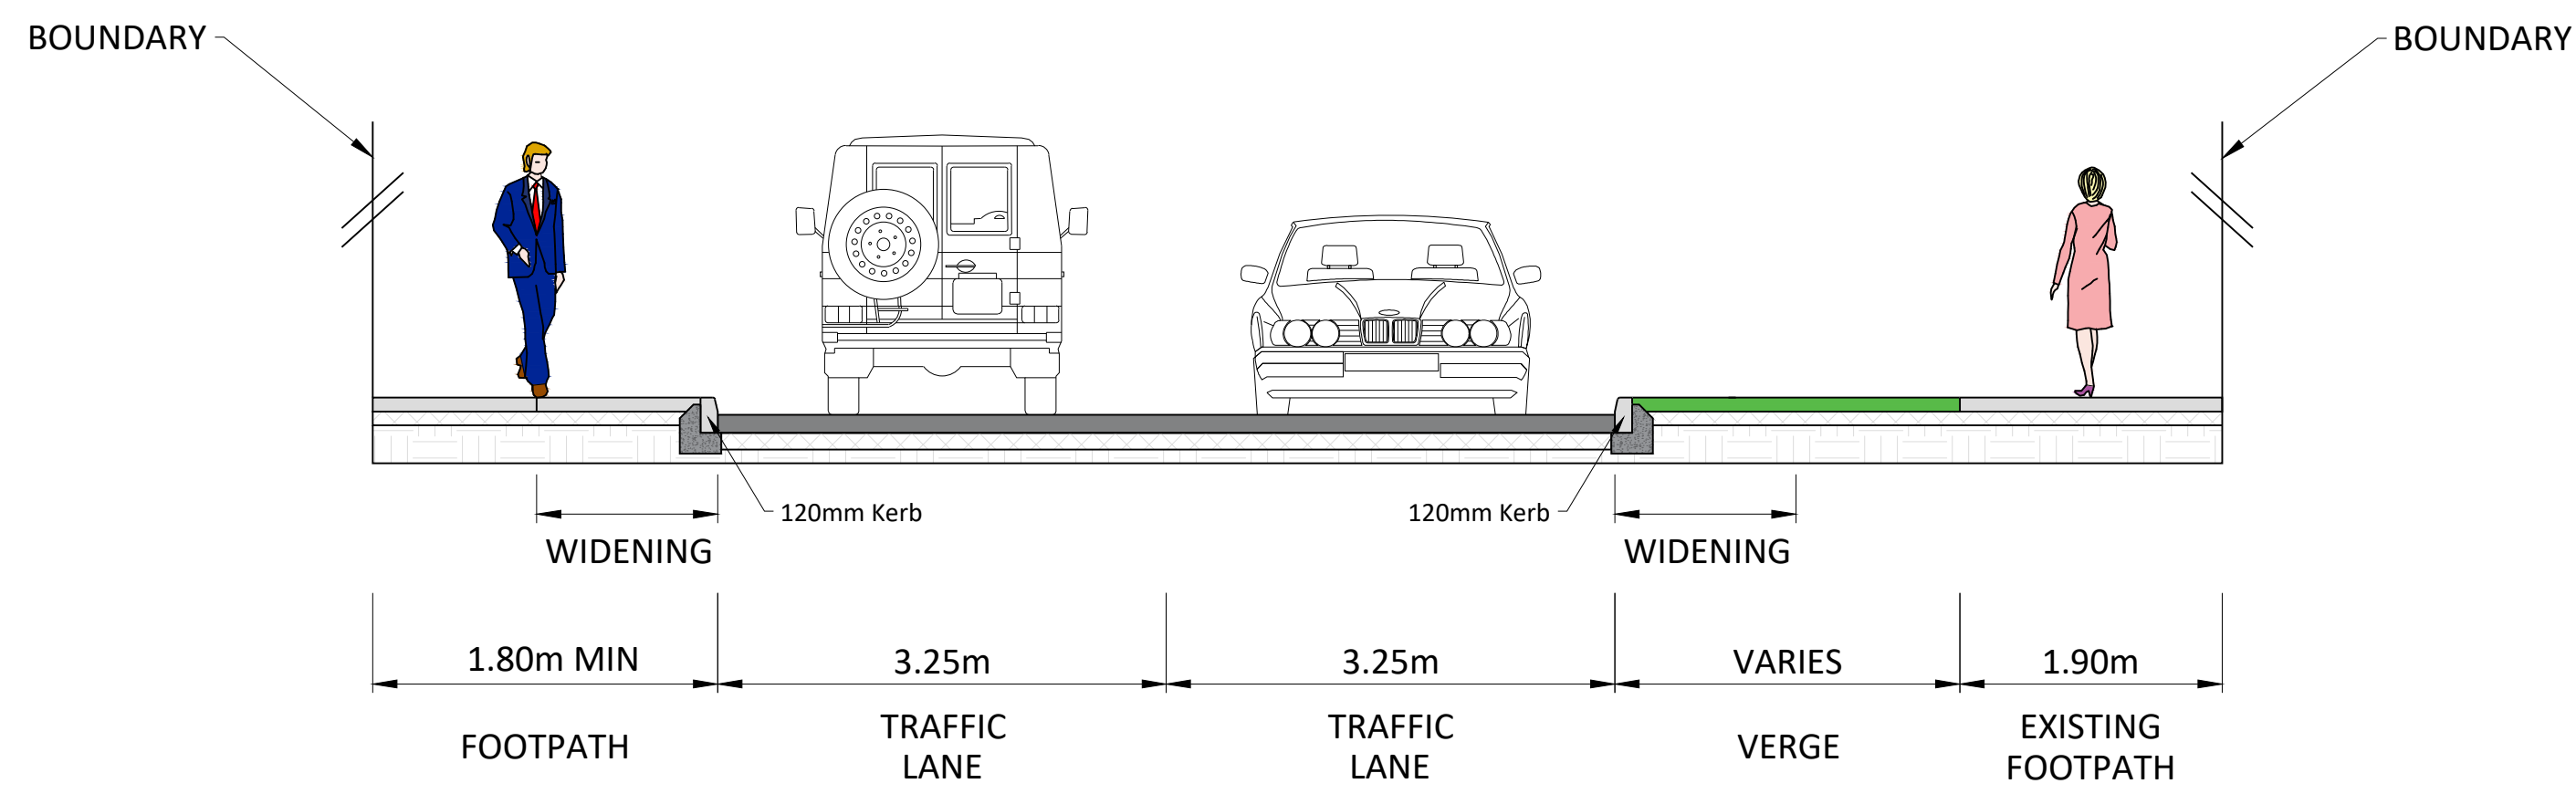 BOUNDARY
BOUNDARY
120mm Kerb
120mm Kerb
WIDENING
WIDENING
1.80m MIN
3.25m
3.25m
VARIES
1.90m
FOOTPATH
TRAFFIC
LANE
TRAFFIC
LANE
VERGE
EXISTING
FOOTPATH